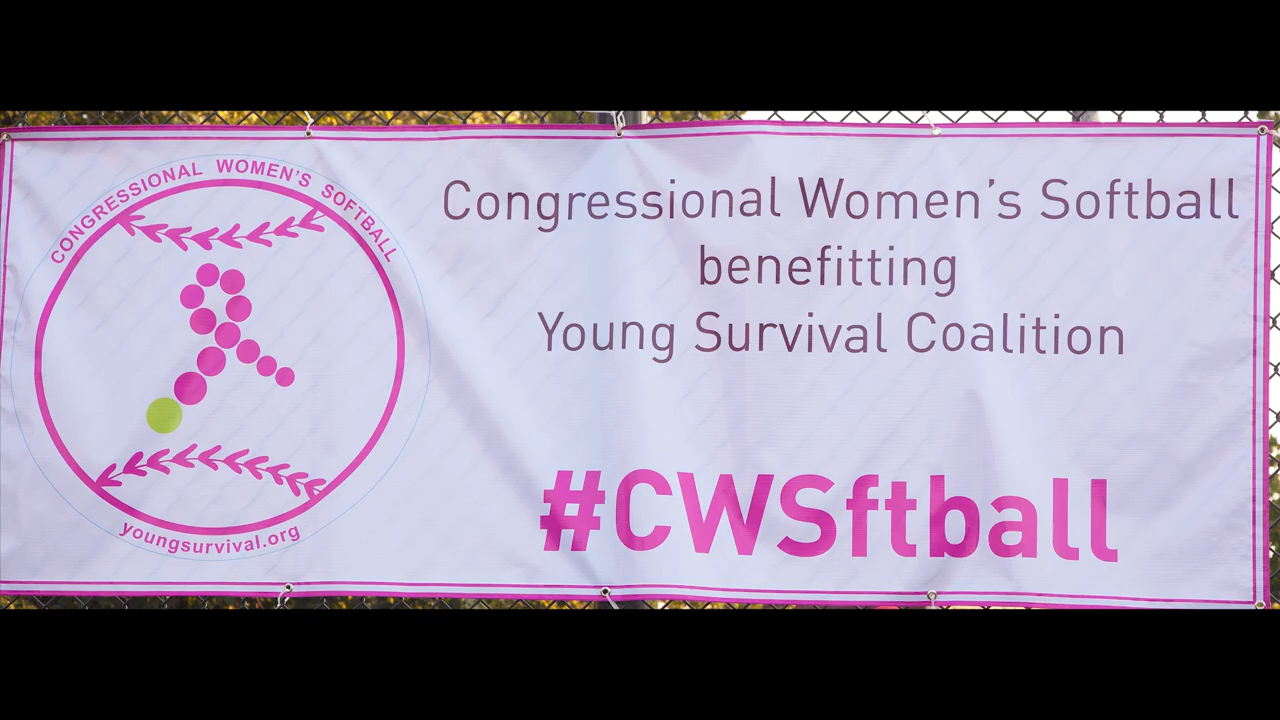 CONGRESSIONAL WOMEN'S SOFTBALL
youngsurvival.org
Congressional Women's Softball
benefitting
Young Survival Coalition
#CWSftball